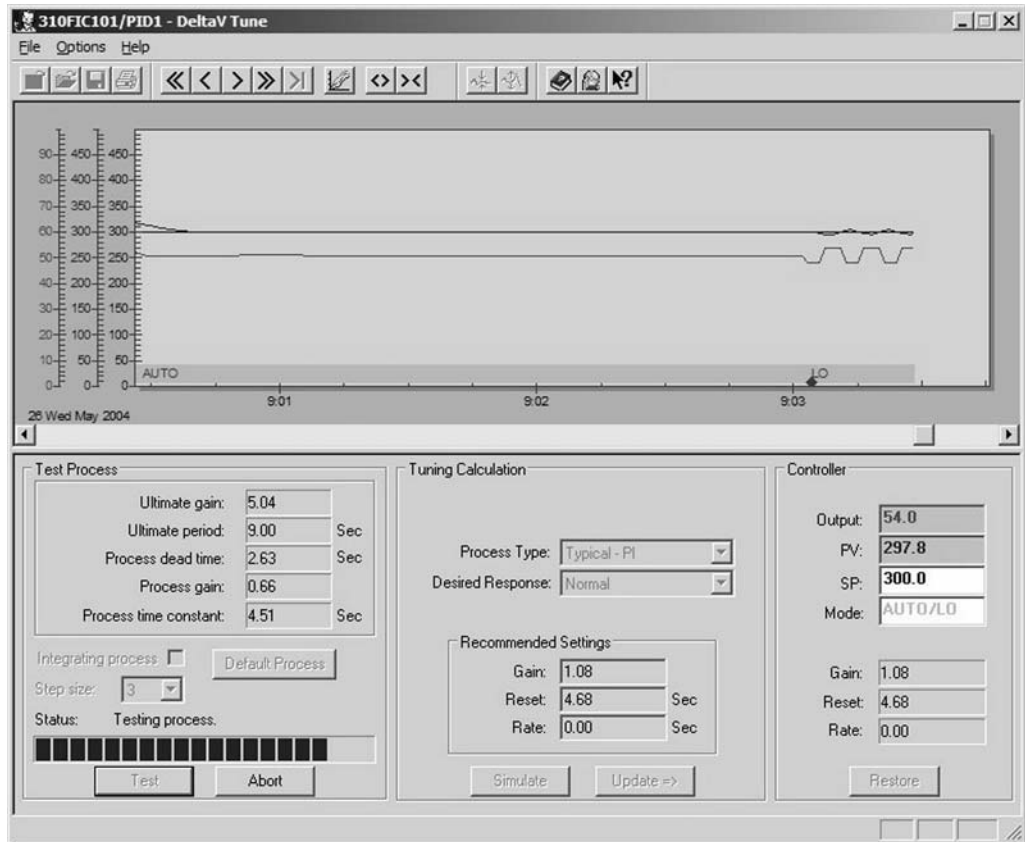 310FIC101/PID1 - DeltaV Tune
File Options Help
90 450 450
80 400 400
70 350 350
60 300 300
50 250 250
40 200 200
30 150 150
20 100 100
10 50 50
0 0 0
AUTO LO
9:01 9:02 9:03
26 Wed May 2004
Test Process
Ultimate gain: 5.04
Ultimate period: 9.00 Sec
Process dead time: 2.63 Sec
Process gain: 0.66
Process time constant: 4.51 Sec
Integrating process
Default Process
Step size: 3
Status: Testing process.
Test Abort
Tuning Calculation
Process Type: Typical - PI
Desired Response: Normal
Recommended Settings
Gain: 1.08
Reset: 4.68 Sec
Rate: 0.00 Sec
Simulate Update =>
Controller
Output: 54.0
PV: 297.8
SP: 300.0
Mode: AUTO/LO
Gain: 1.08
Reset: 4.68
Rate: 0.00
Restore